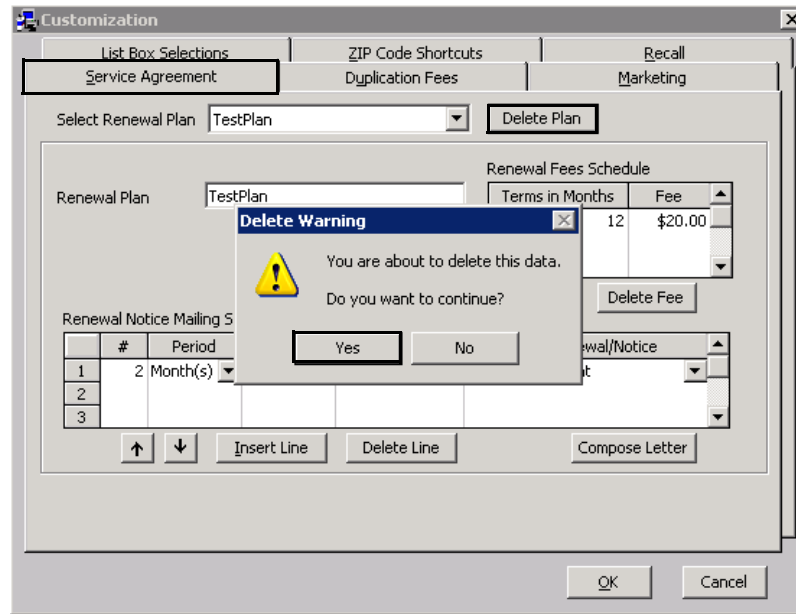 Customization
List Box Selections ZIP Code Shortcuts Recall
Service Agreement Duplication Fees Marketing
Select Renewal Plan TestPlan Delete Plan
Renewal Fees Schedule
Renewal Plan TestPlan Terms in Months Fee
Delete Warning
12 $20.00
You are about to delete this data.
Do you want to continue?
Delete Fee
Renewal Notice Mailing
Yes No
# Period
1 2 Month(s)
2
3
Insert Line Delete Line Compose Letter
OK Cancel